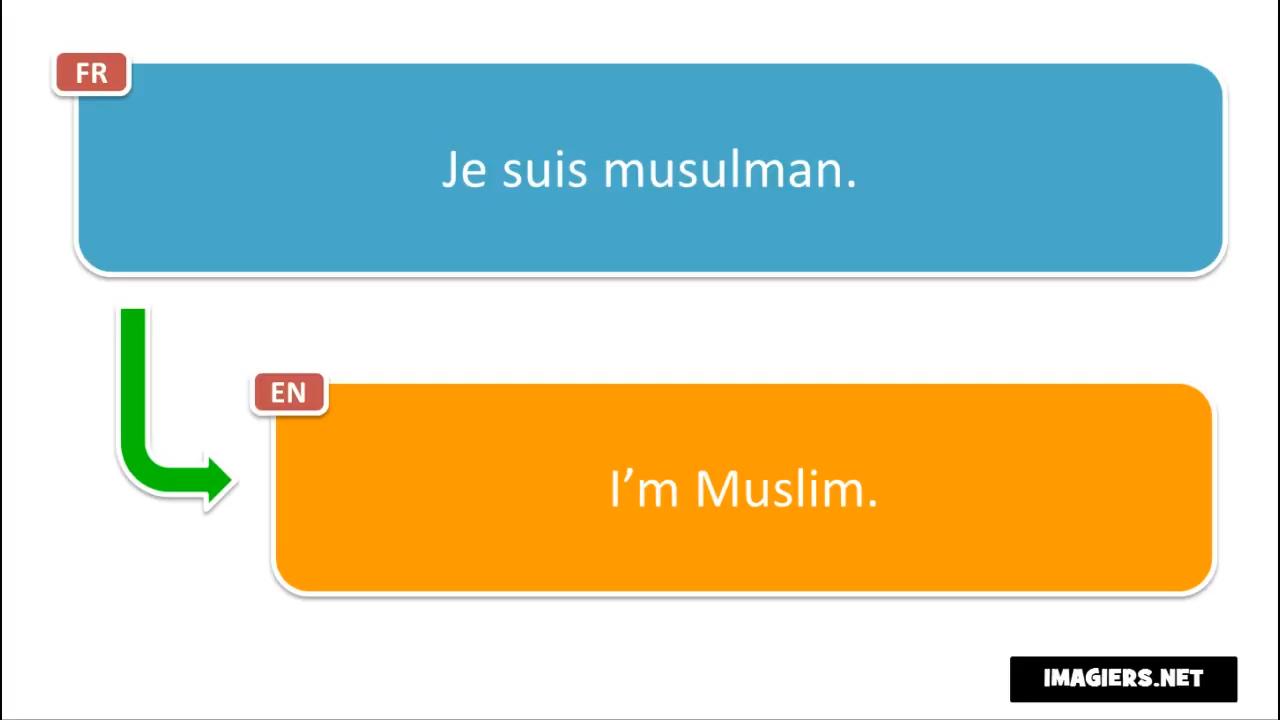 FR
Je suis musulman.
EN
I’m Muslim.
IMAGIERS.NET